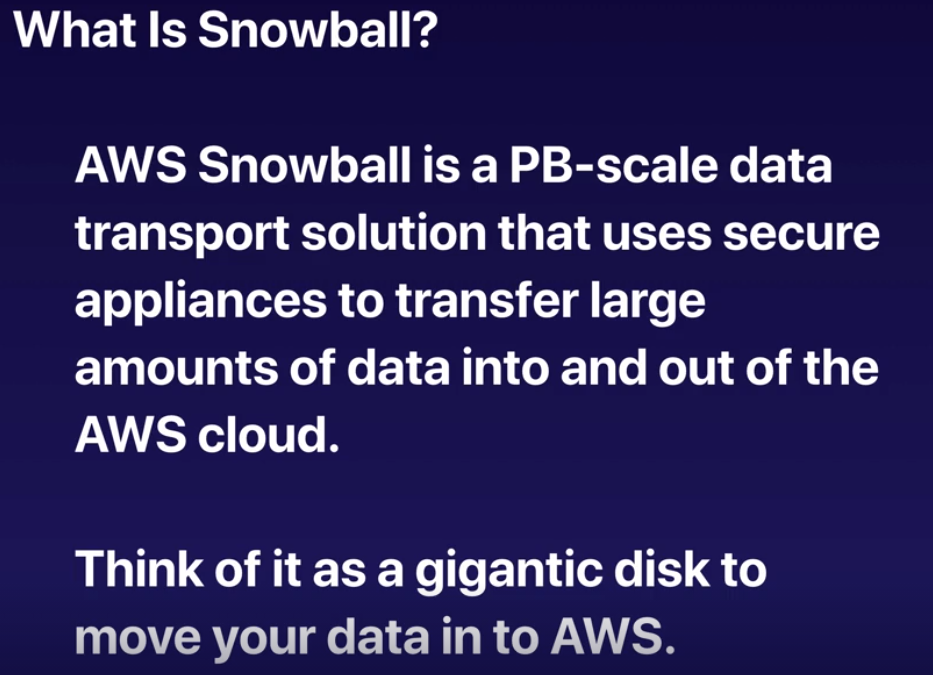 What Is Snowball?
AWS Snowball is a PB-scale data
transport solution that uses secure
appliances to transfer large
amounts of data into and out of the
AWS cloud.
Think of it as a gigantic disk to
move your data in to AWS.